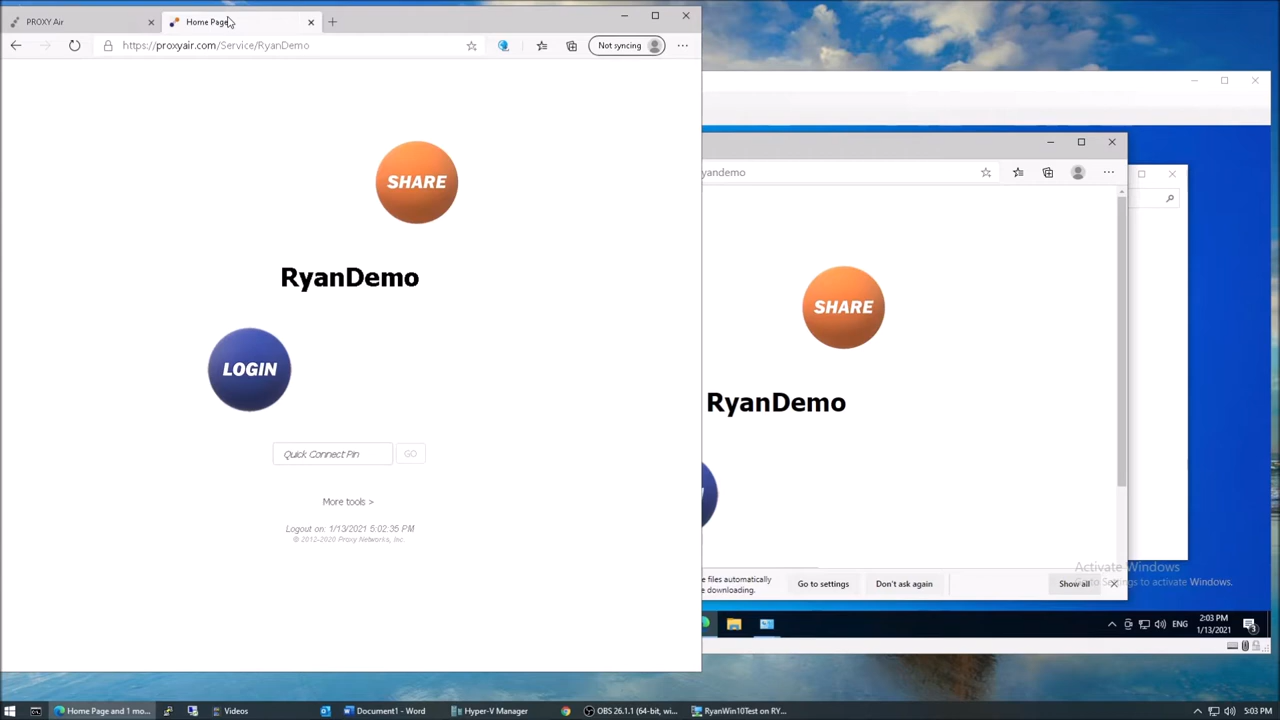 PROXY Air
Home Page
https://proxyair.com/Service/RyanDemo
Not syncing
SHARE
RyanDemo
LOGIN
Quick Connect Pin
GO
More tools >
Logout on: 1/13/2021 5:02:35 PM
© 2012-2020 Proxy Networks, Inc.
yandemo
SHARE
RyanDemo
e files automatically
e downloading.
Go to settings
Don't ask again
Show all
Activate Windows
Go to Settings to activate Windows.
ENG
2:03 PM
1/13/2021
3
Home Page and 1 mo...
Videos
Document1 - Word
Hyper-V Manager
OBS 26.1.1 (64-bit, w...
RyanWin10Test on RY...
5:03 PM